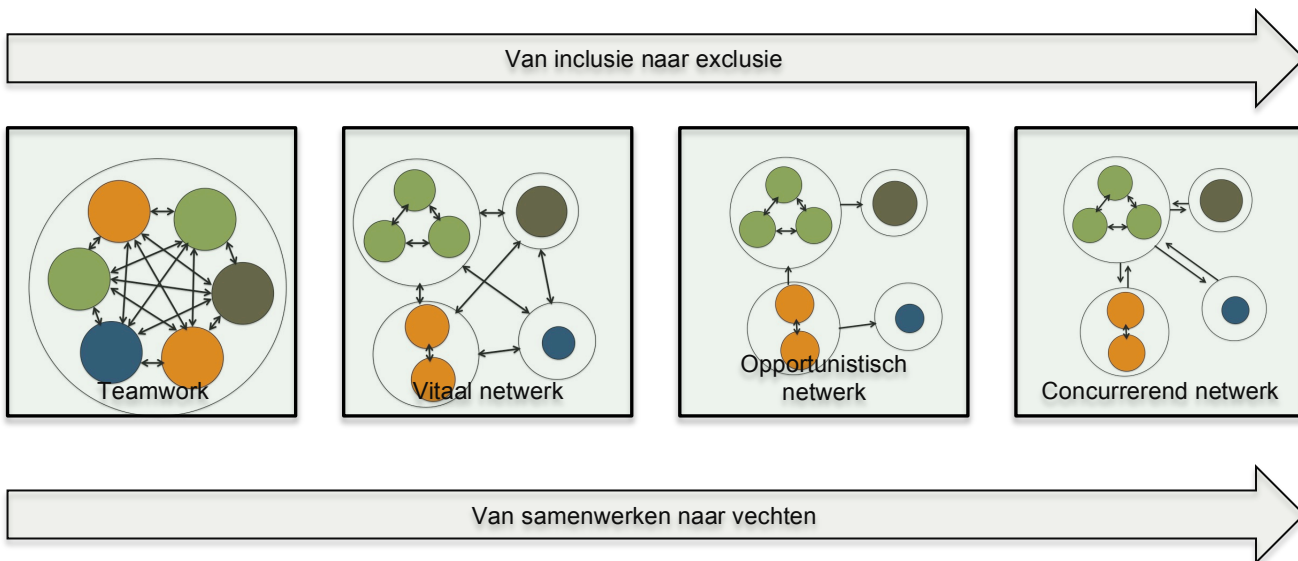 Van inclusie naar exclusie
Teamwork
Vitaal netwerk
Opportunistisch
netwerk
Concurrerend netwerk
Van samenwerken naar vechten